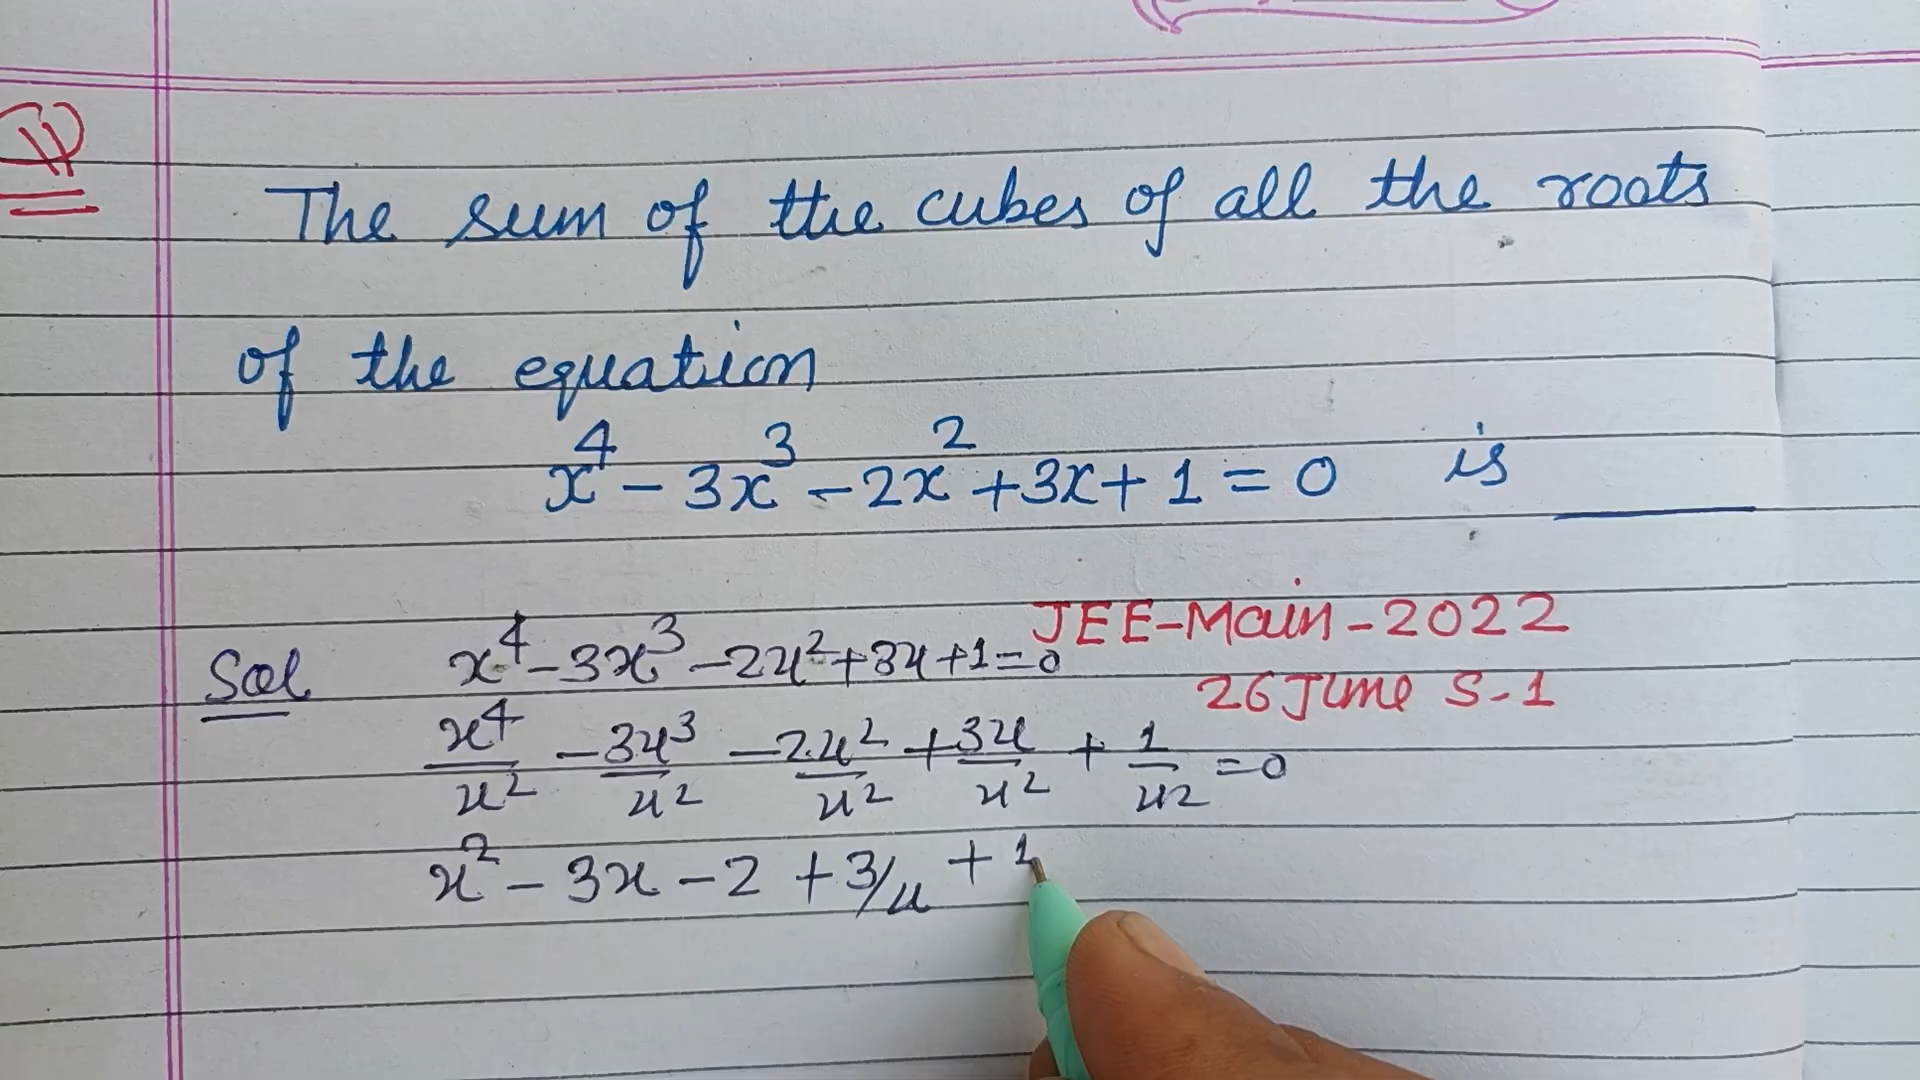 Q
The sum of the cubes of all the roots
of the equation
x⁴ - 3x³ - 2x² + 3x + 1 = 0 is ______
JEE-Main-2022
Sol x⁴ - 3x³ - 2x² + 3x + 1 = 0
26 June S-1
x⁴/x² - 3x³/x² - 2x²/x² + 3x/x² + 1/x² = 0
x² - 3x - 2 + 3/x + 1